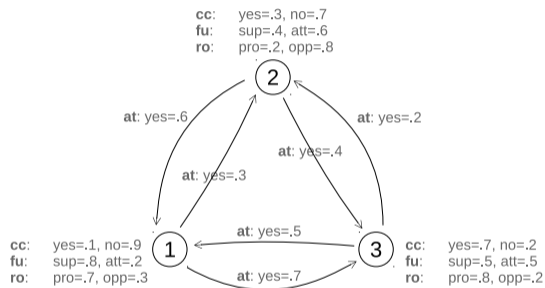 cc: yes=.3, no=.7
fu: sup=.4, att=.6
ro: pro=.2, opp=.8
2
at: yes=.6
at: yes=.2
at: yes=.4
at: yes=.3
at: yes=.5
cc: yes=.1, no=.9
fu: sup=.8, att=.2
ro: pro=.7, opp=.3
1
3
cc: yes=.7, no=.2
fu: sup=.5, att=.5
ro: pro=.8, opp=.2
at: yes=.7